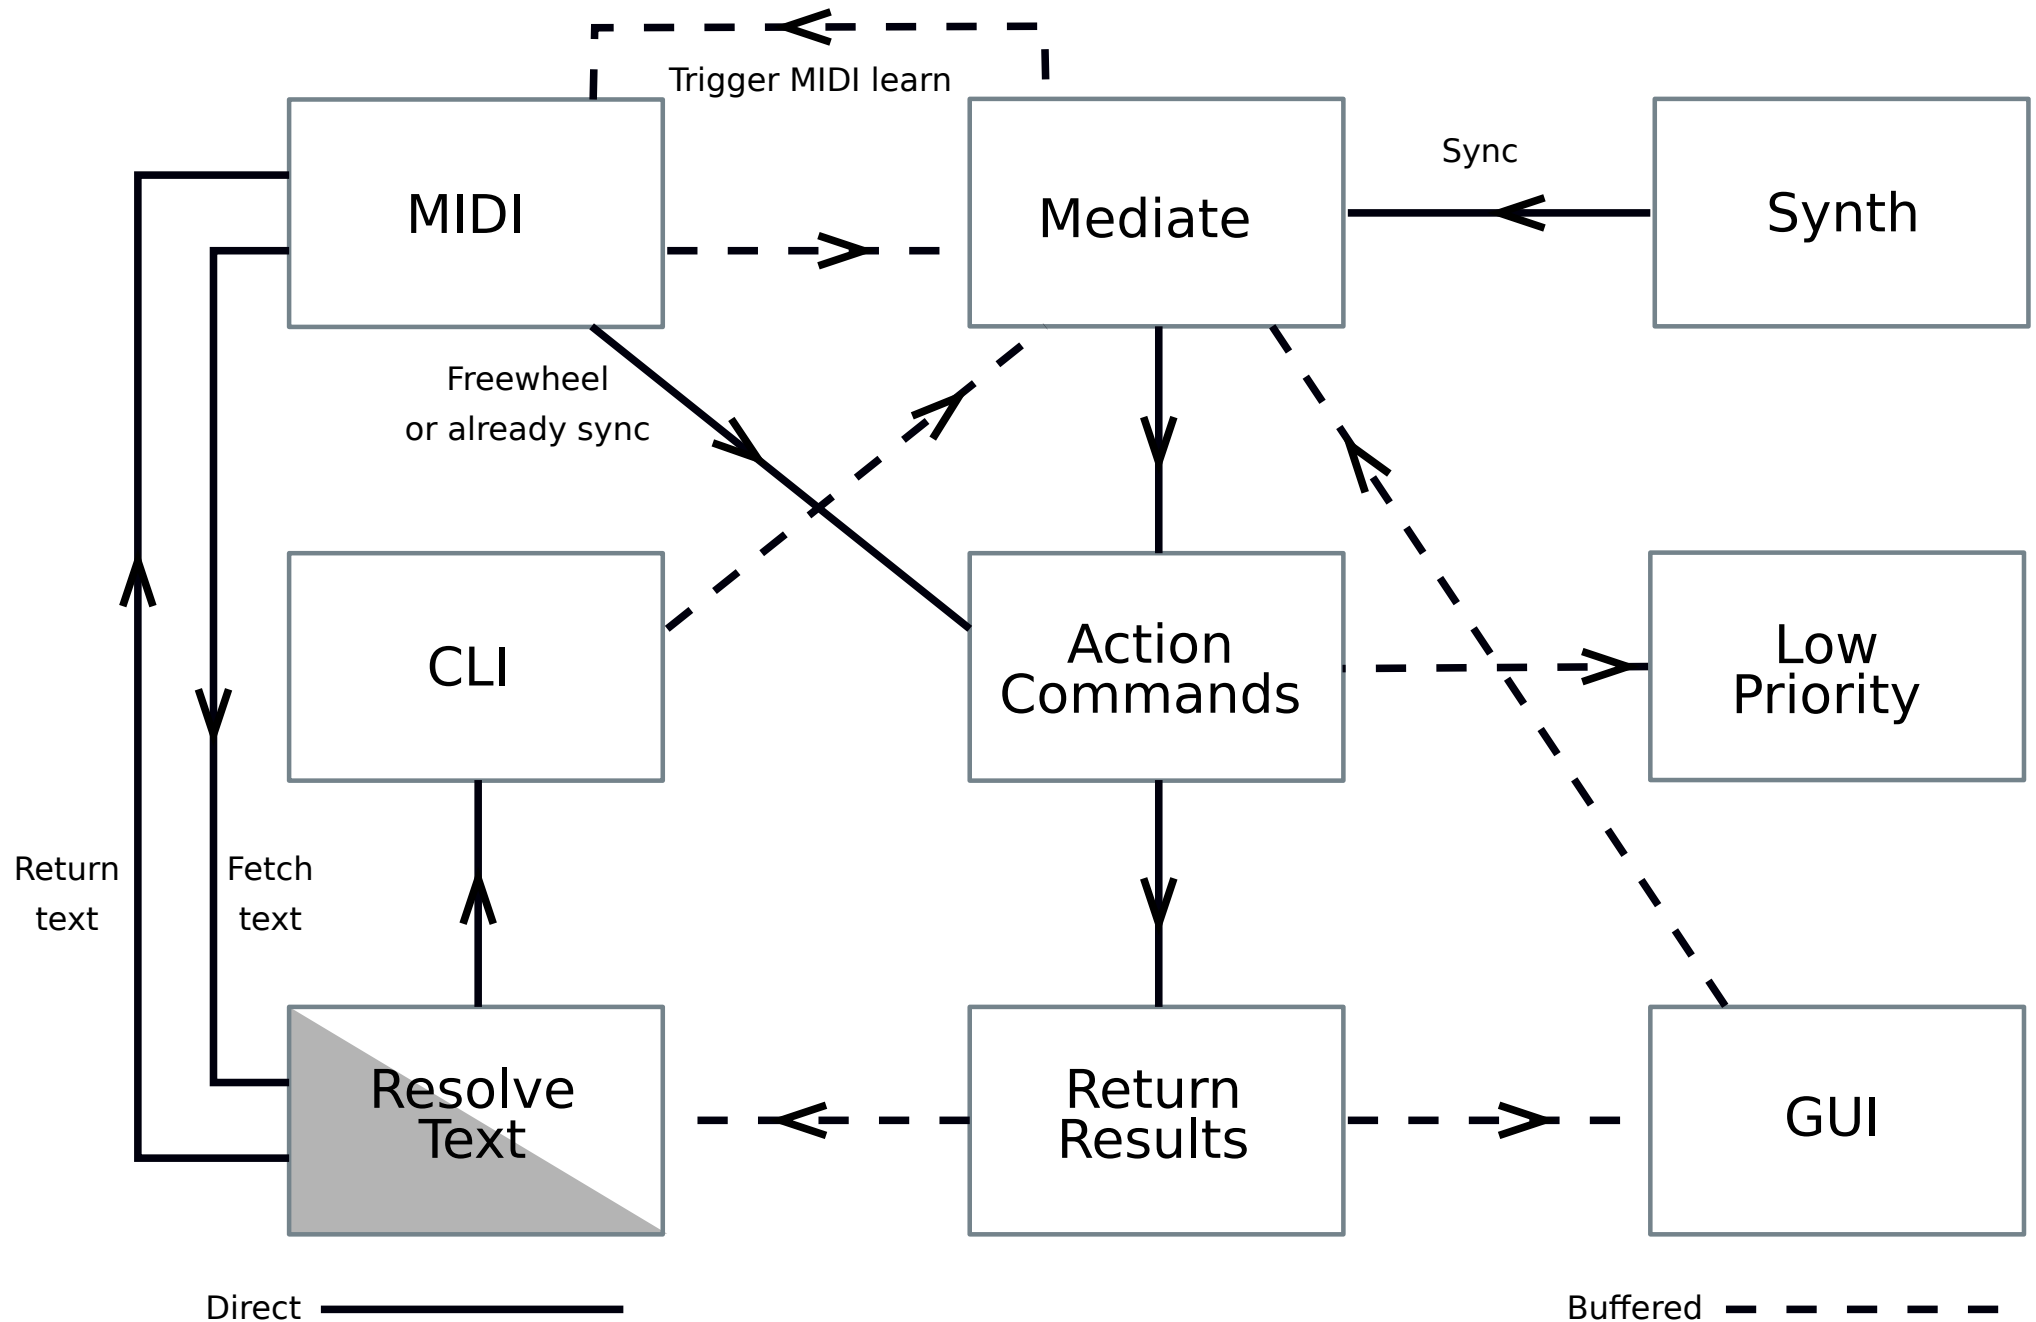 Trigger MIDI learn
MIDI
Mediate
Sync
Synth
Freewheel
or already sync
CLI
Action
Commands
Low
Priority
Return
text
Fetch
text
Resolve
Text
Return
Results
GUI
Direct
Buffered